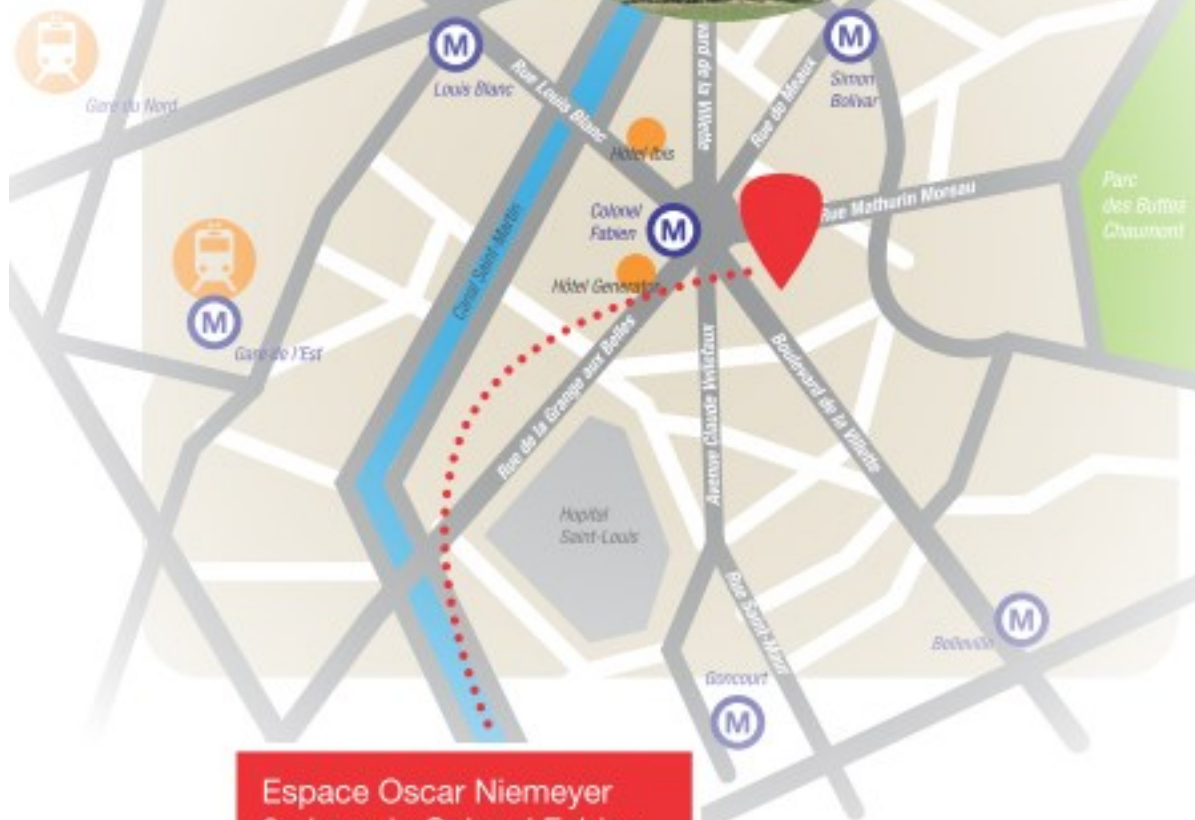 M
Louis Blanc
Gare du Nord
Rue Louis Blanc
vard de la Villette
Rue de Meaux
M
Simon
Bolivar
Hôtel Ibis
Parc
des Buttes
Chaumont
Rue Mathurin Moreau
Colonel
Fabien
M
Canal Saint-Martin
Hôtel Generator
M
Gare de l'Est
Rue de la Grange aux Belles
Avenue Claude Vellefaux
Boulevard de la Villette
Hopital
Saint-Louis
Rue Saint-Maur
M
Belleville
Goncourt
M
Espace Oscar Niemeyer